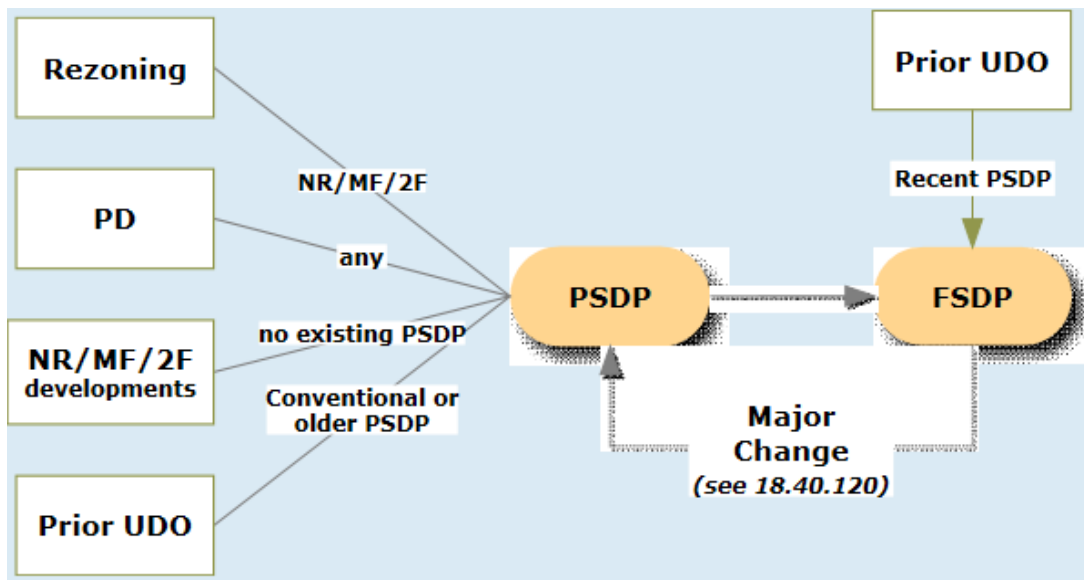 Rezoning
Prior UDO
NR/MF/2F
Recent PSDP
PD
any
PSDP
FSDP
no existing PSDP
NR/MF/2F
developments
Conventional or
older PSDP
Major
Change
(see 18.40.120)
Prior UDO